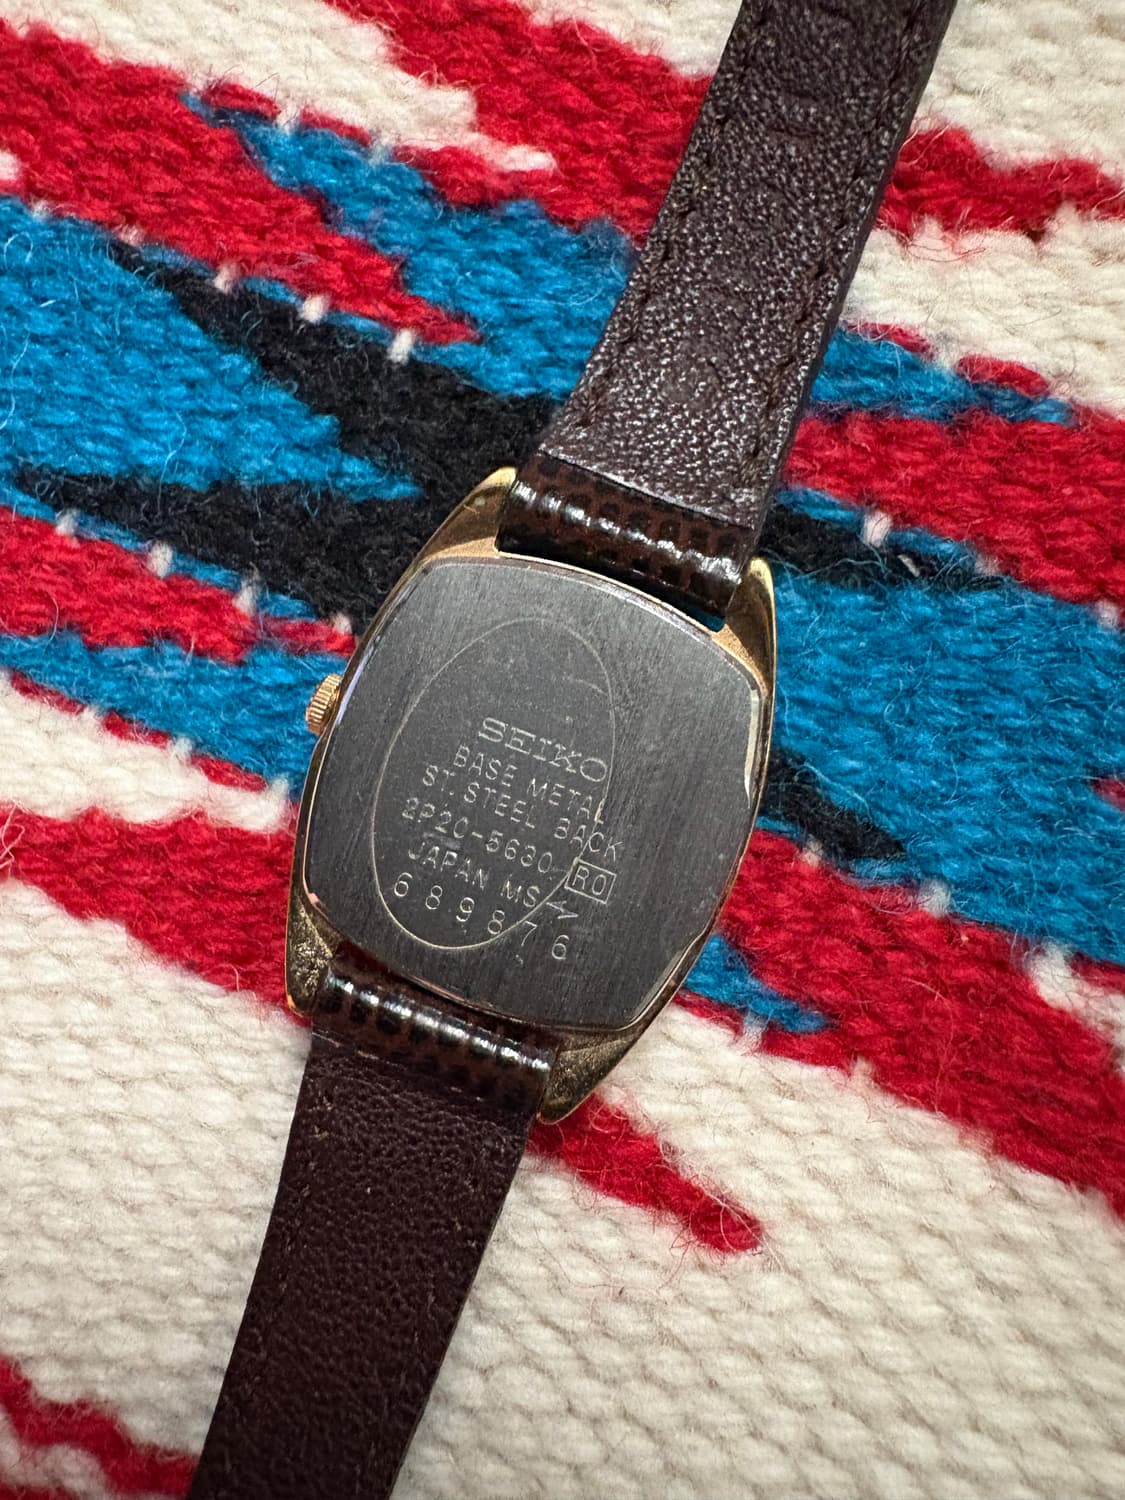 SEIKO
BASE METAL
ST. STEEL BACK
2P20-5630 R0
JAPAN MS
689876